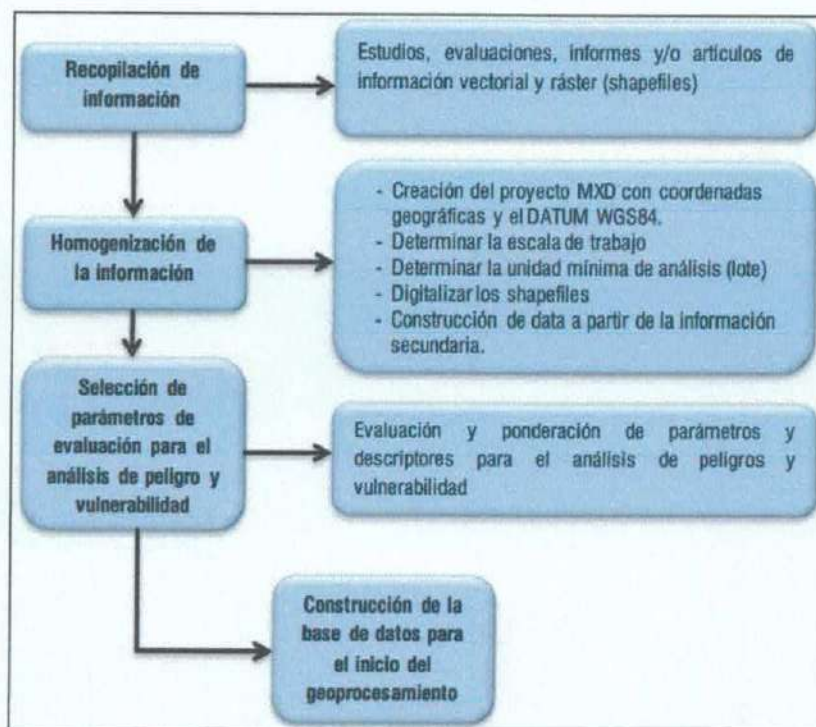 Recopilación de
información
Estudios, evaluaciones, informes y/o artículos de
información vectorial y ráster (shapefiles)
Homogenización de
la información
- Creación del proyecto MXD con coordenadas
geográficas y el DATUM WGS84.
- Determinar la escala de trabajo
- Determinar la unidad mínima de análisis (lote)
- Digitalizar los shapefiles
- Construcción de data a partir de la información
secundaria.
Selección de
parámetros de
evaluación para el
análisis de peligro y
vulnerabilidad
Evaluación y ponderación de parámetros y
descriptores para el análisis de peligros y
vulnerabilidad
Construcción de la
base de datos para
el inicio del
geoprocesamiento